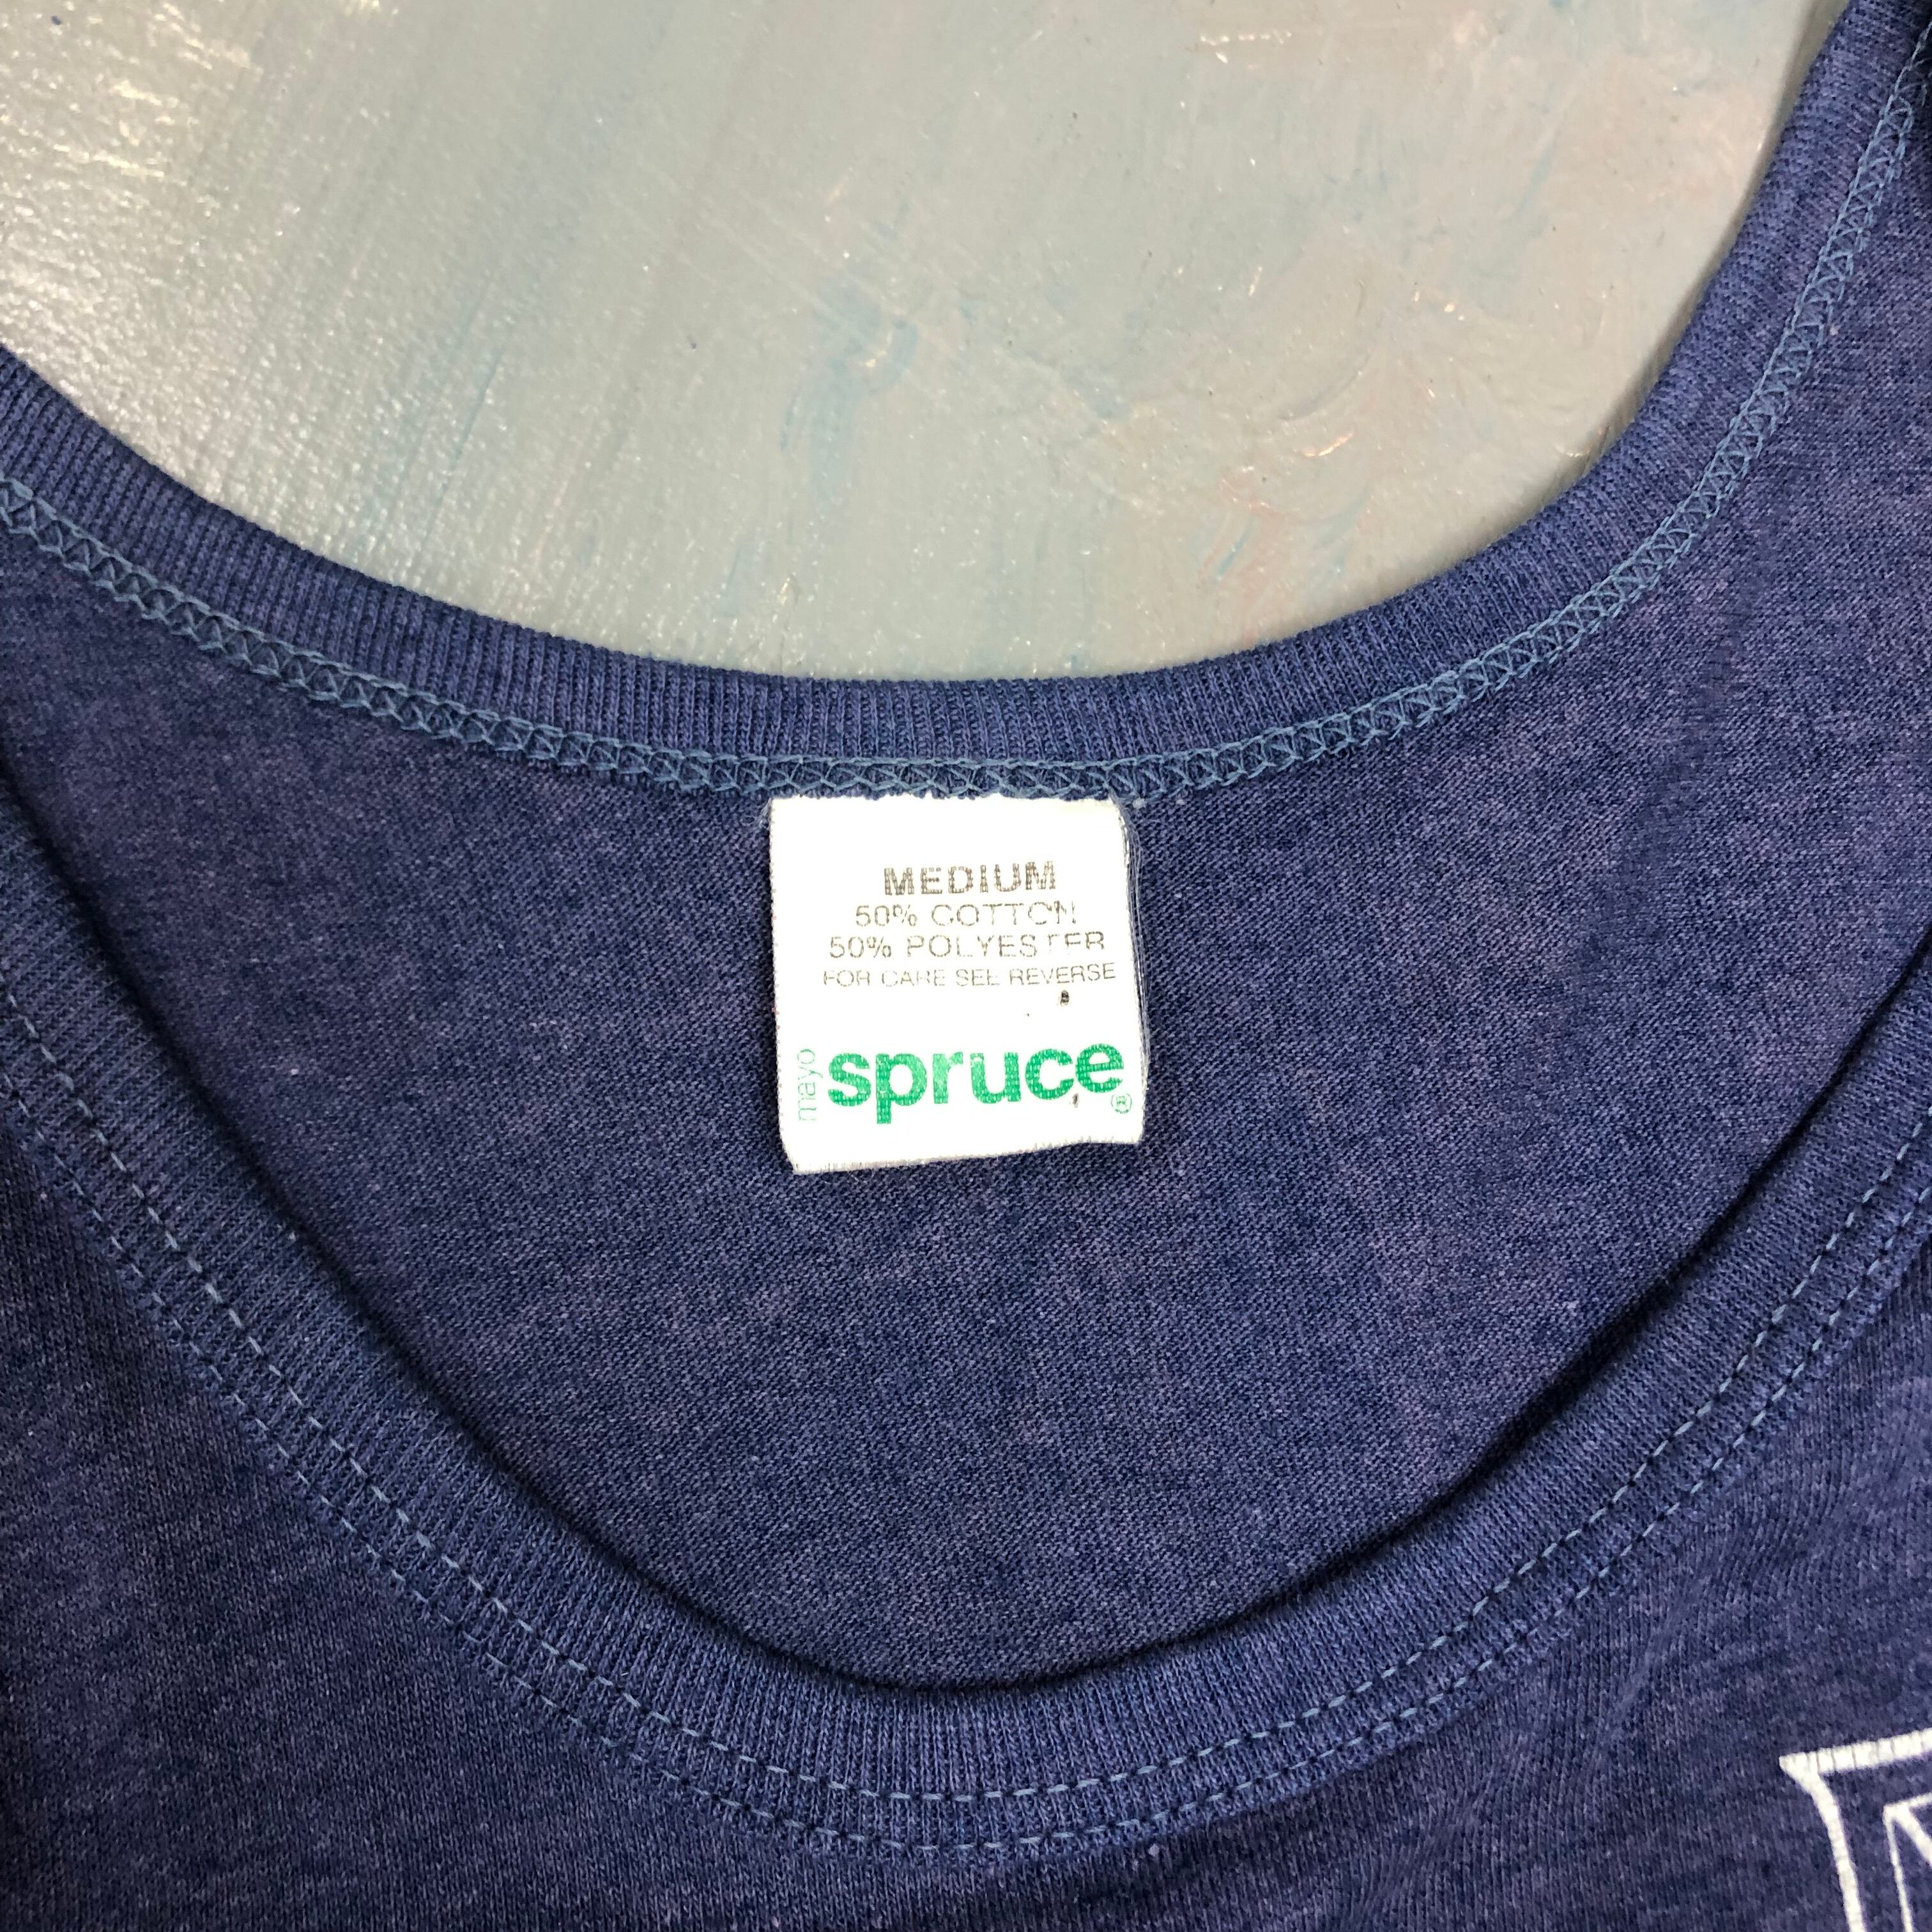 MEDIUM
50% COTTON
50% POLYESTER
FOR CARE SEE REVERSE
mayo
spruce®